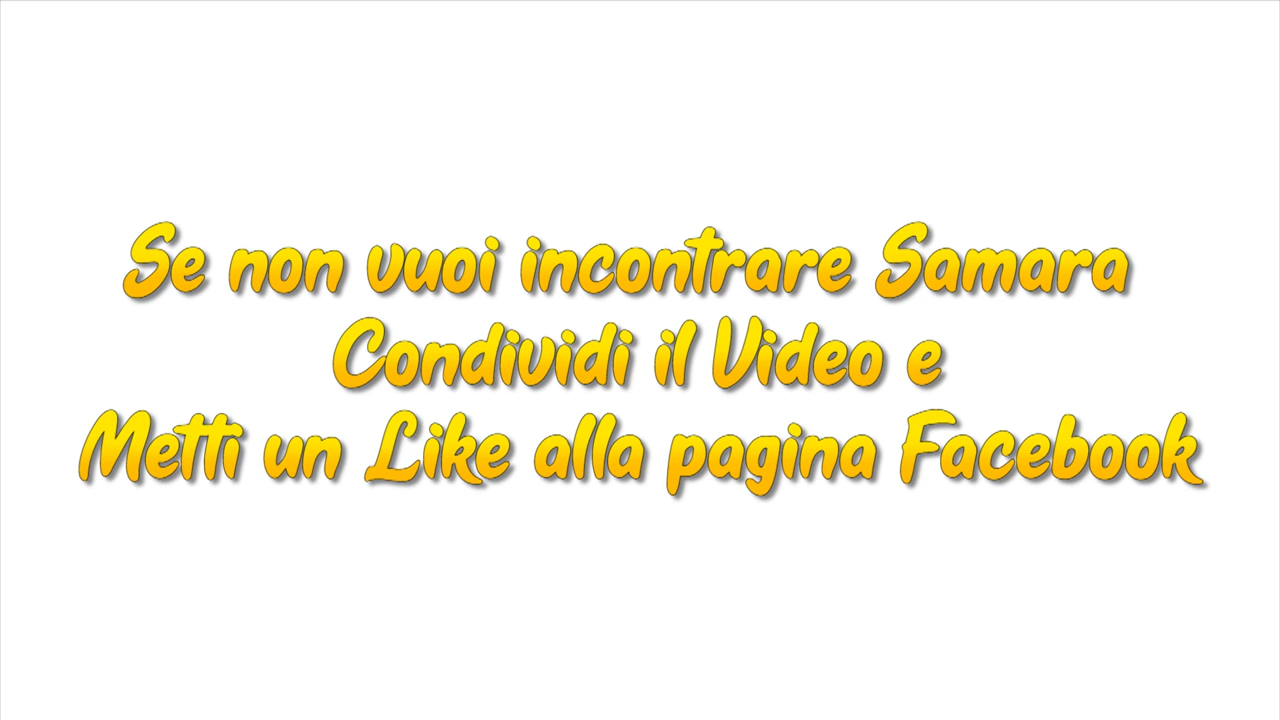 Se non vuoi incontrare Samara
Condividi il Video e
Metti un Like alla pagina Facebook